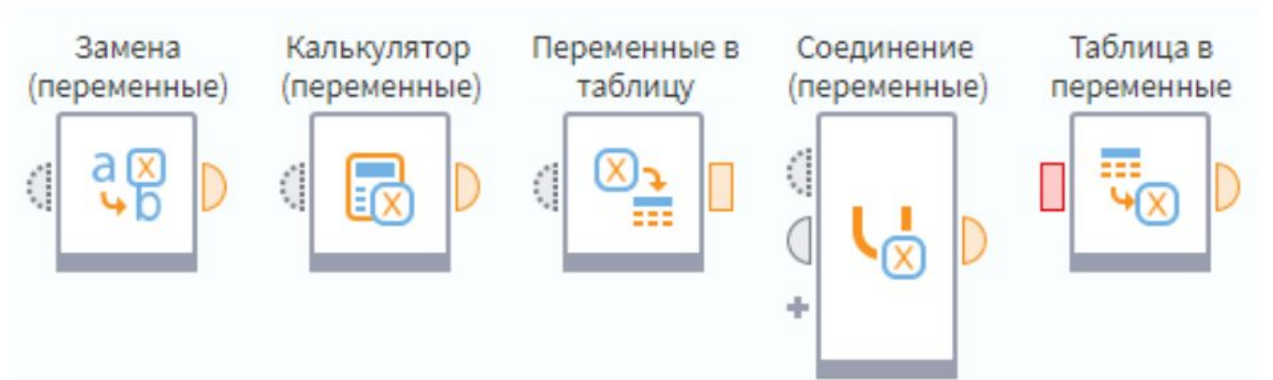 Замена
(переменные)
Калькулятор
(переменные)
Переменные в
таблицу
Соединение
(переменные)
Таблица в
переменные
a X
b
X
X
X
X